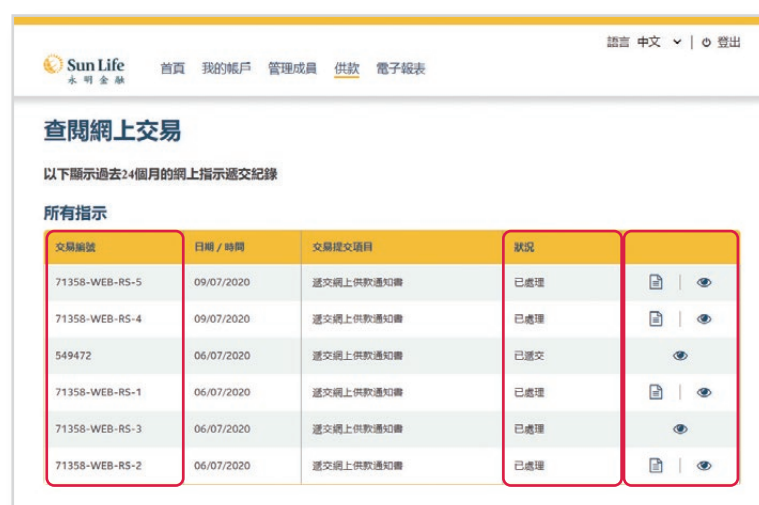 語言 中文 | 登出
Sun Life
永明金融
首頁 我的帳戶 管理成員 供款 電子報表
查閱網上交易
以下顯示過去24個月的網上指示遞交紀錄
所有指示
交易編號 日期 / 時間 交易提交項目 狀況
71358-WEB-RS-5 09/07/2020 遞交網上供款通知書 已處理
71358-WEB-RS-4 09/07/2020 遞交網上供款通知書 已處理
549472 06/07/2020 遞交網上供款通知書 已遞交
71358-WEB-RS-1 06/07/2020 遞交網上供款通知書 已處理
71358-WEB-RS-3 06/07/2020 遞交網上供款通知書 已處理
71358-WEB-RS-2 06/07/2020 遞交網上供款通知書 已處理